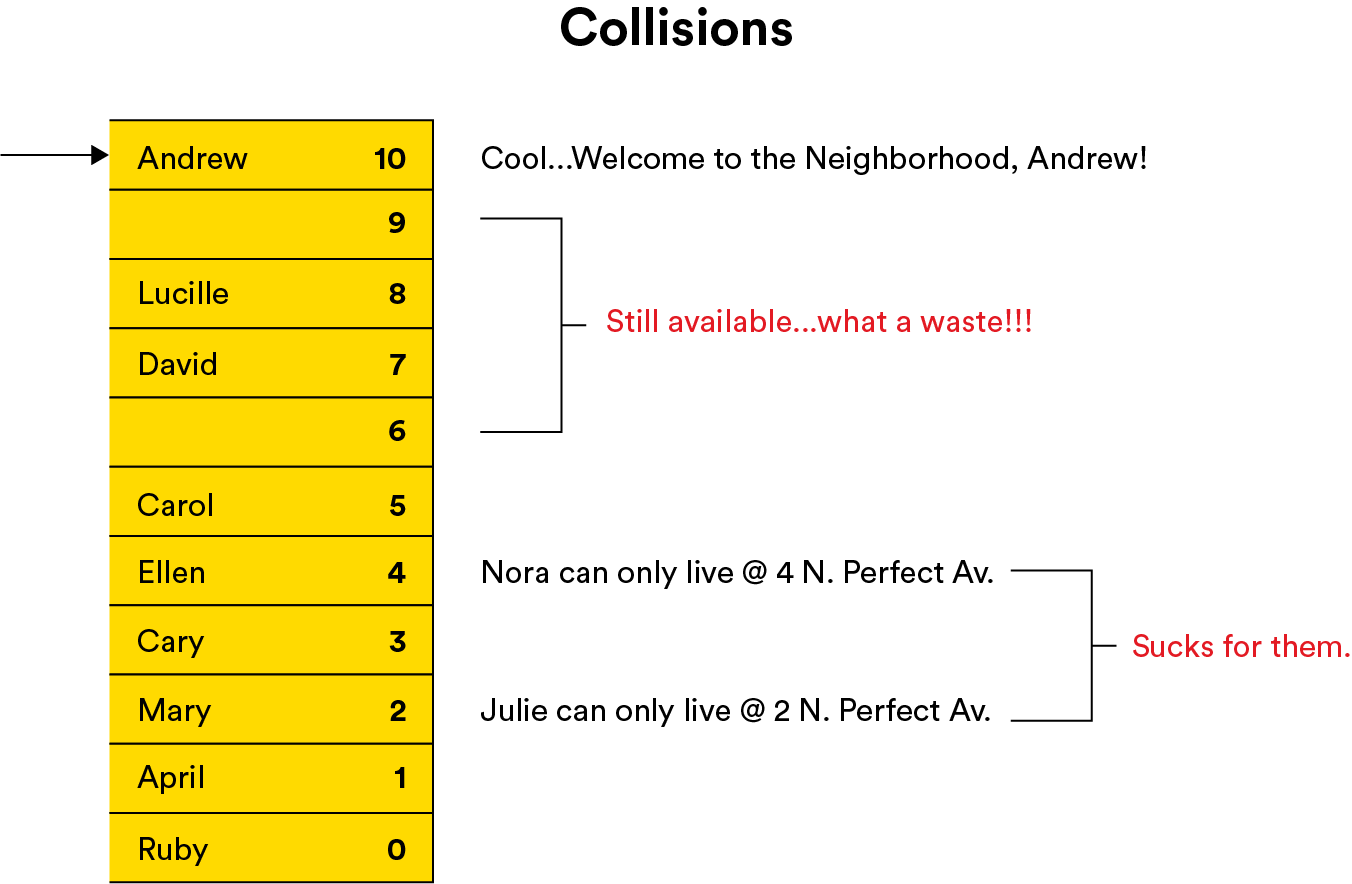 Collisions
Andrew 10 Cool...Welcome to the Neighborhood, Andrew!
9
Lucille 8
Still available...what a waste!!!
David 7
6
Carol 5
Ellen 4 Nora can only live @ 4 N. Perfect Av.
Cary 3
Sucks for them.
Mary 2 Julie can only live @ 2 N. Perfect Av.
April 1
Ruby 0